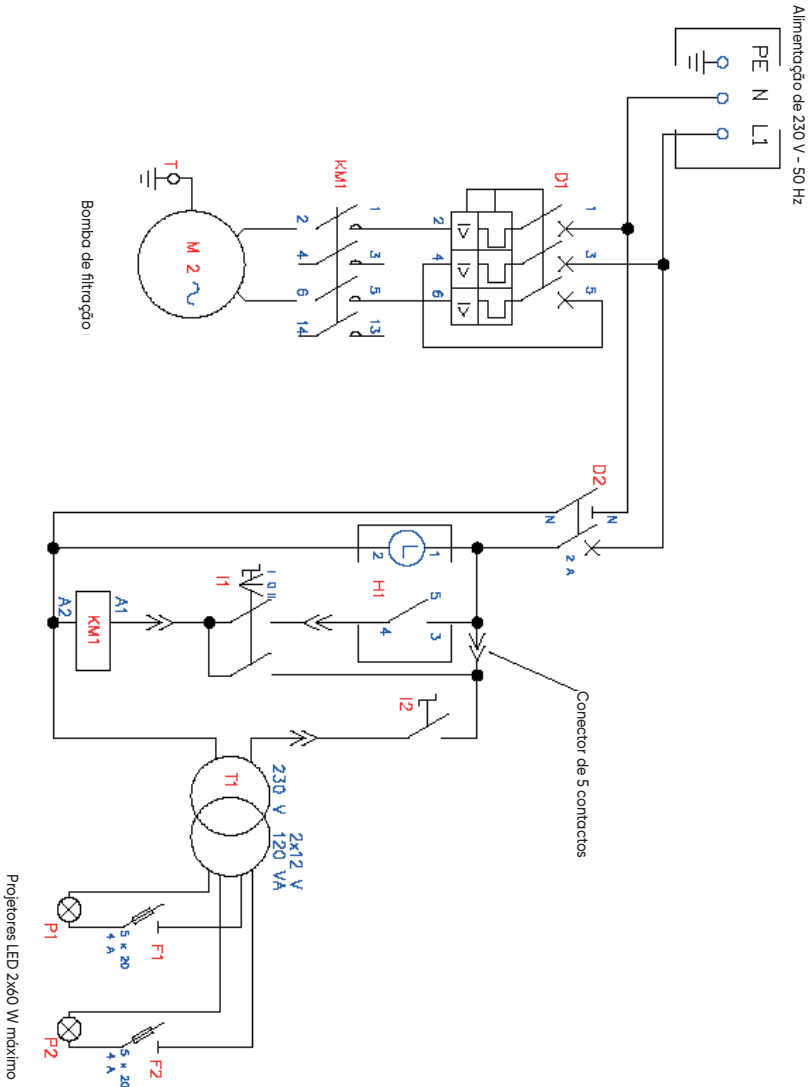 Alimentação de 230 V - 50 Hz
PE N L1
D2
N
N
2 A
D1
1 3 5
I> I> I>
2 4 6
Conector de 5 contactos
KM1
1 3 5 13
2 4 6 14
L
1
2
H1
5
3
4
I1
I 0 II
I2
KM1
A1
A2
T
M 2
Bomba de filtração
T1
230 V
2x12 V
120 VA
F1
5 x 20
4 A
P1
F2
5 x 20
4 A
P2
Projetores LED 2x60 W máximo